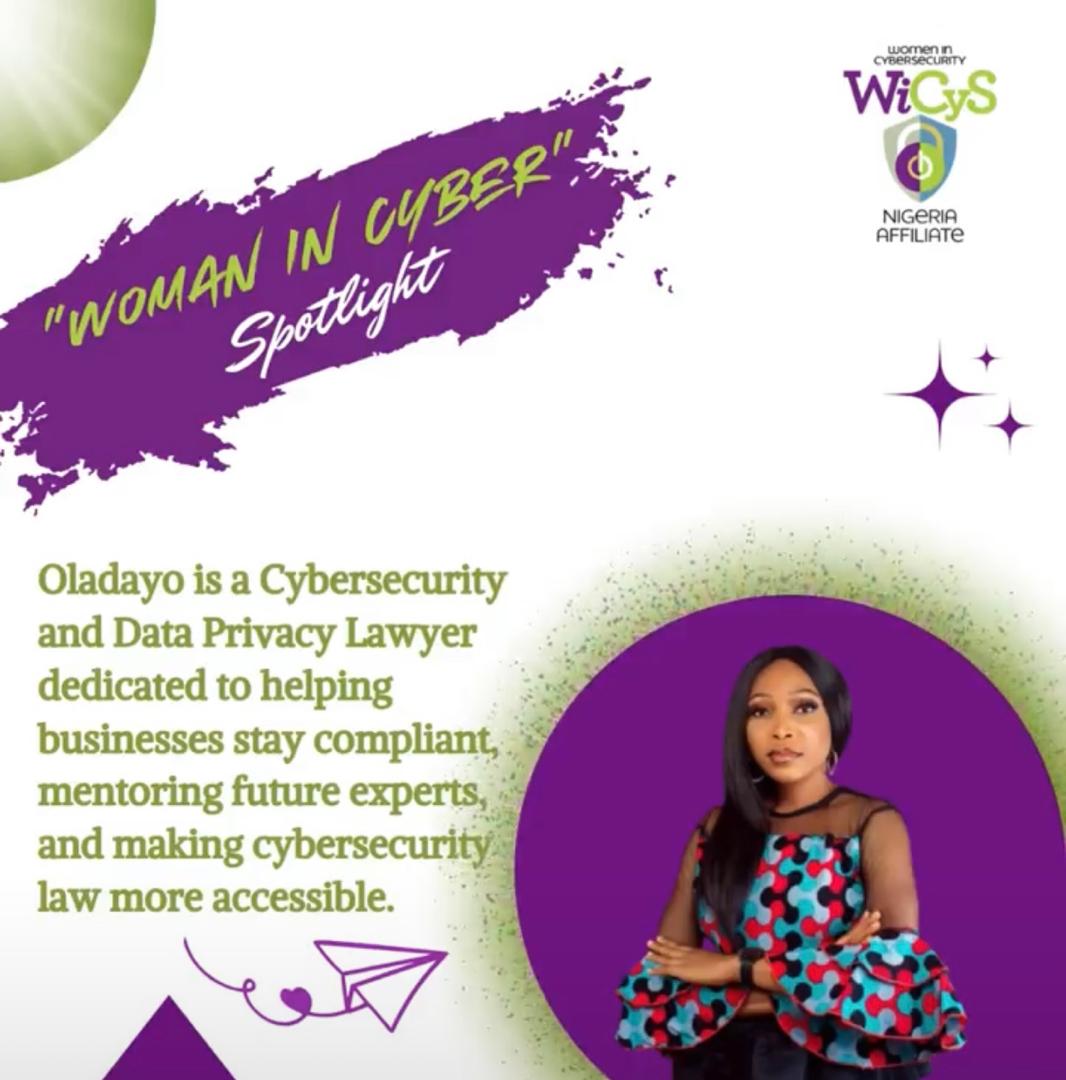 women in
CYBERSECURITY
WiCyS
NIGERIA
AFFILIATE
"WOMAN IN CYBER"
Spotlight
Oladayo is a Cybersecurity
and Data Privacy Lawyer
dedicated to helping
businesses stay compliant,
mentoring future experts,
and making cybersecurity
law more accessible.